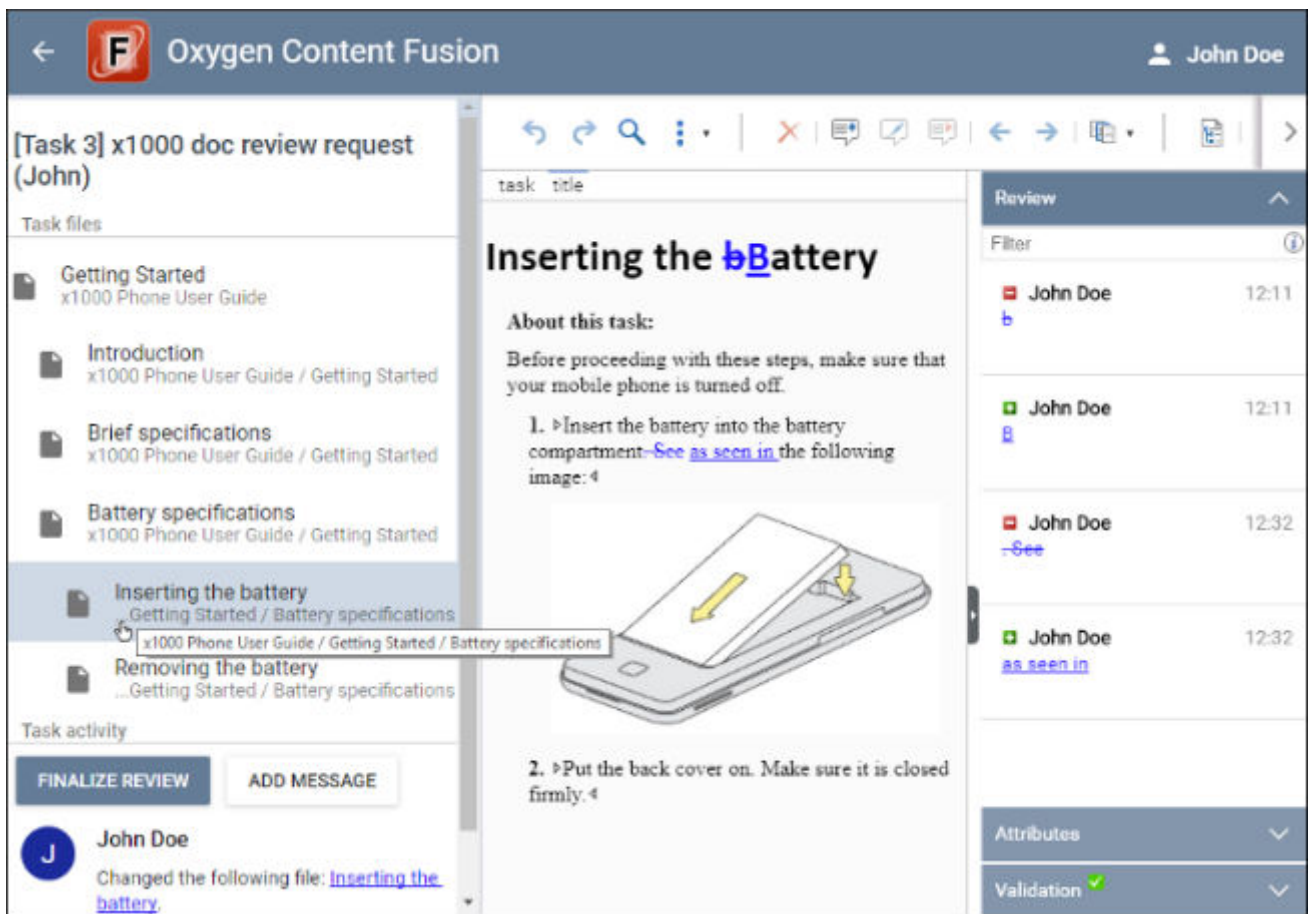 F Oxygen Content Fusion
John Doe
[Task 3] x1000 doc review request
(John)
Task files
Getting Started
x1000 Phone User Guide
Introduction
x1000 Phone User Guide / Getting Started
Brief specifications
x1000 Phone User Guide / Getting Started
Battery specifications
x1000 Phone User Guide / Getting Started
Inserting the battery
...Getting Started / Battery specifications
x1000 Phone User Guide / Getting Started / Battery specifications
Removing the battery
...Getting Started / Battery specifications
Task activity
FINALIZE REVIEW
ADD MESSAGE
J
John Doe
Changed the following file: Inserting the
battery.
task title
Inserting the bBattery
About this task:
Before proceeding with these steps, make sure that
your mobile phone is turned off.
1. Insert the battery into the battery
compartment. See as seen in the following
image:
2. Put the back cover on. Make sure it is closed
firmly.
Review
Filter
John Doe 12:11
b
John Doe 12:11
B
John Doe 12:32
. See
John Doe 12:32
as seen in
Attributes
Validation